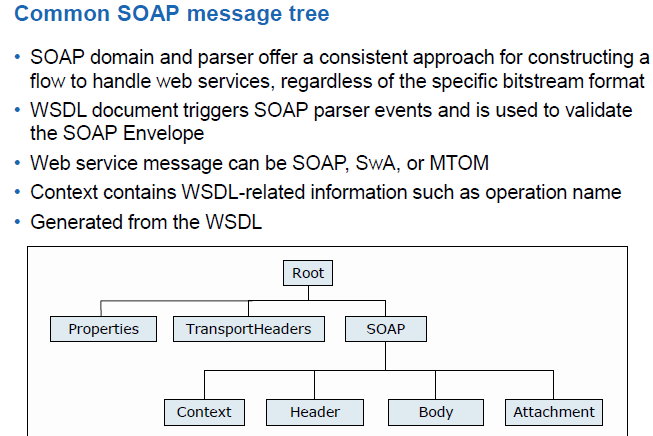 Common SOAP message tree
• SOAP domain and parser offer a consistent approach for constructing a
flow to handle web services, regardless of the specific bitstream format
• WSDL document triggers SOAP parser events and is used to validate
the SOAP Envelope
• Web service message can be SOAP, SwA, or MTOM
• Context contains WSDL-related information such as operation name
• Generated from the WSDL
Root
Properties TransportHeaders SOAP
Context Header Body Attachment